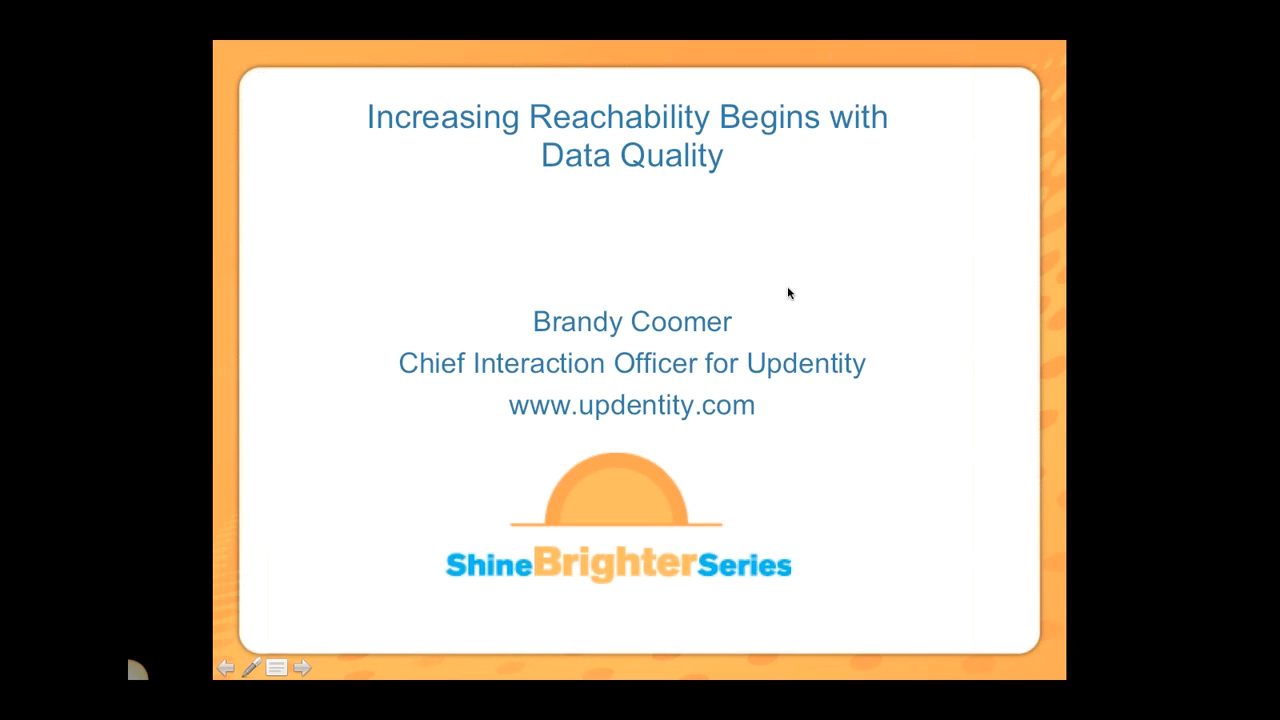 Increasing Reachability Begins with
Data Quality
Brandy Coomer
Chief Interaction Officer for Updentity
www.updentity.com
ShineBrighterSeries